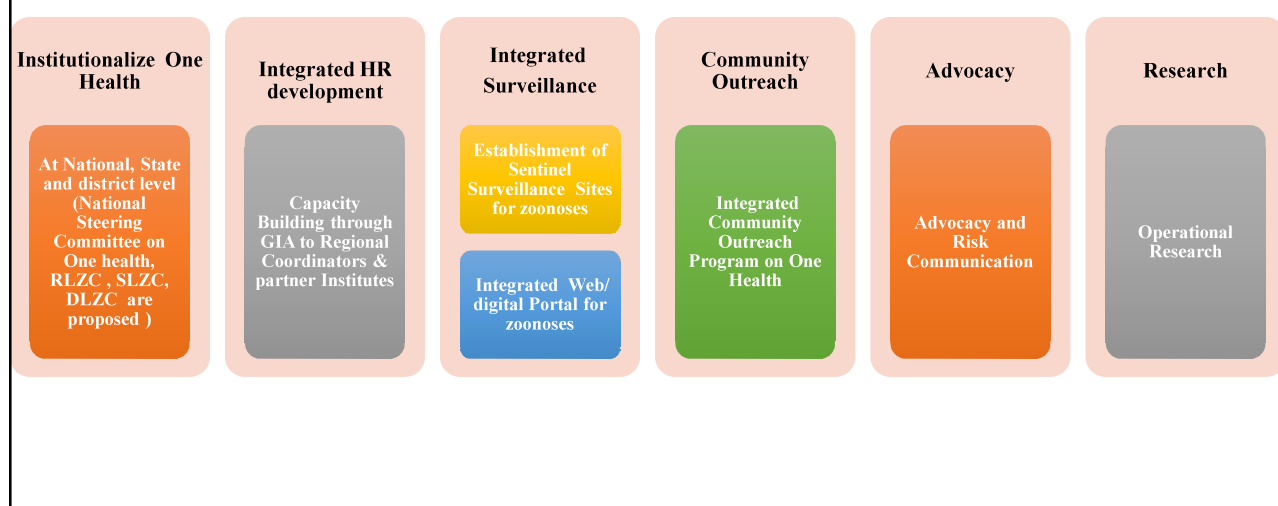 Institutionalize One
Health
At National, State
and district level
(National
Steering
Committee on
One health,
RLZC , SLZC,
DLZC are
proposed )
Integrated HR
development
Capacity
Building through
GIA to Regional
Coordinators &
partner Institutes
Integrated
Surveillance
Establishment of
Sentinel
Surveillance Sites
for zoonoses
Integrated Web/
digital Portal for
zoonoses
Community
Outreach
Integrated
Community
Outreach
Program on One
Health
Advocacy
Advocacy and
Risk
Communication
Research
Operational
Research